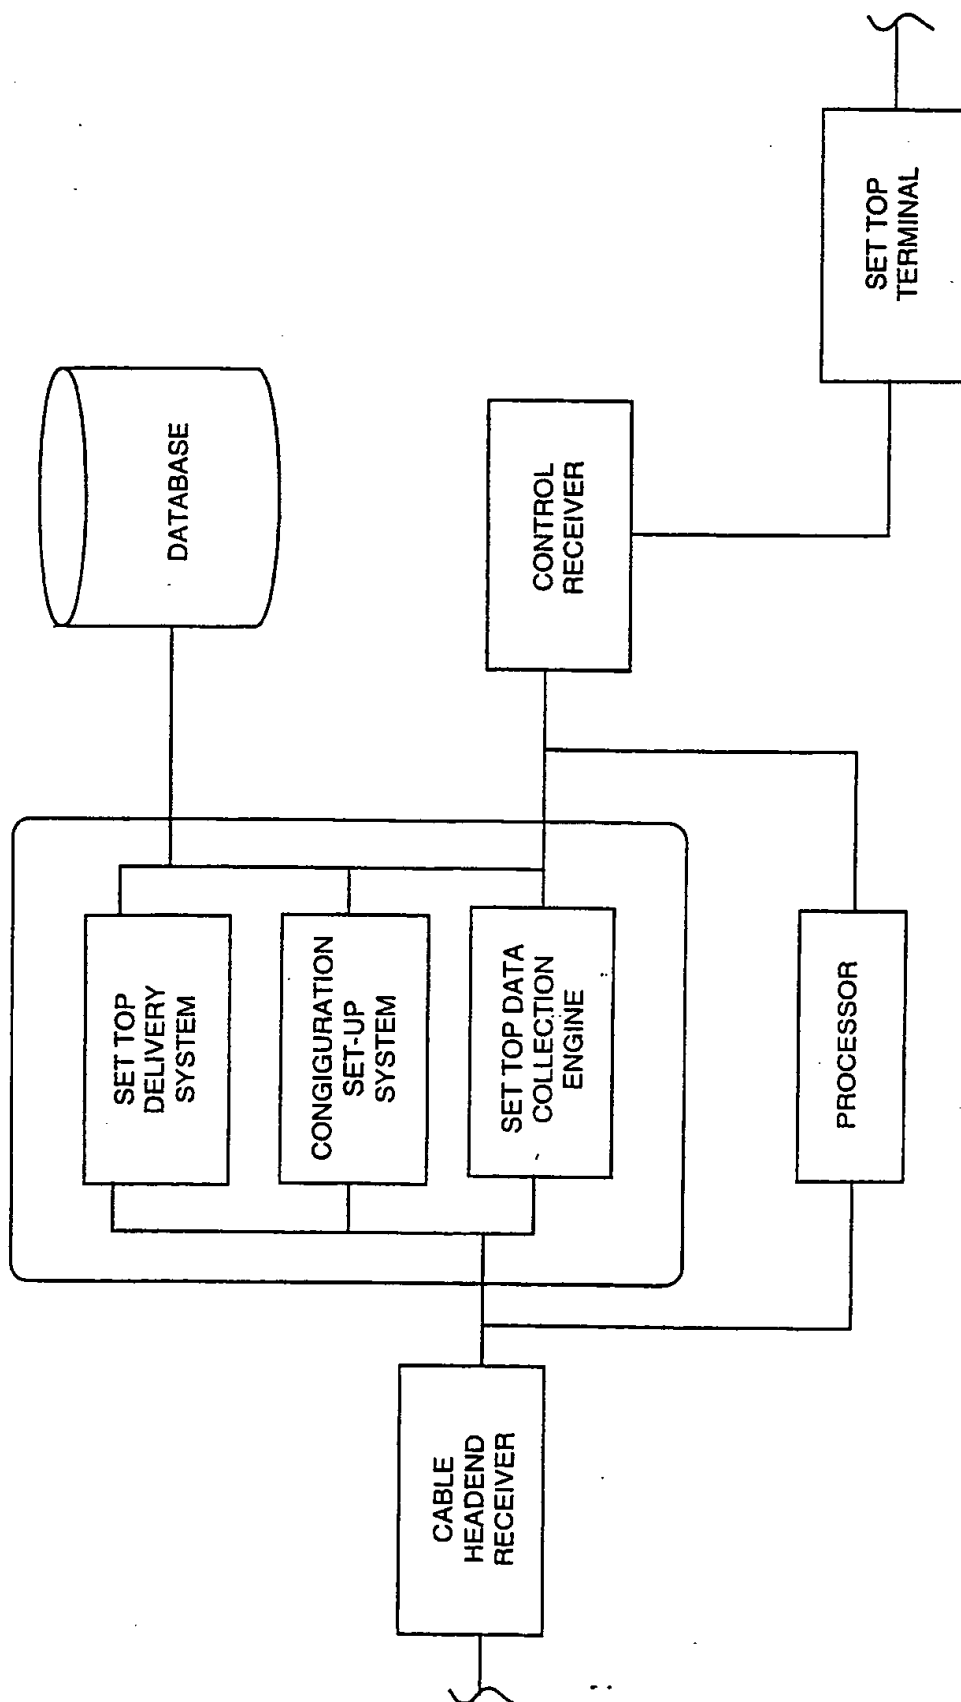 DATABASE
SET TOP
DELIVERY
SYSTEM
CONGIGURATION
SET-UP
SYSTEM
SET TOP DATA
COLLECTION
ENGINE
CABLE
HEADEND
RECEIVER
CONTROL
RECEIVER
PROCESSOR
SET TOP
TERMINAL